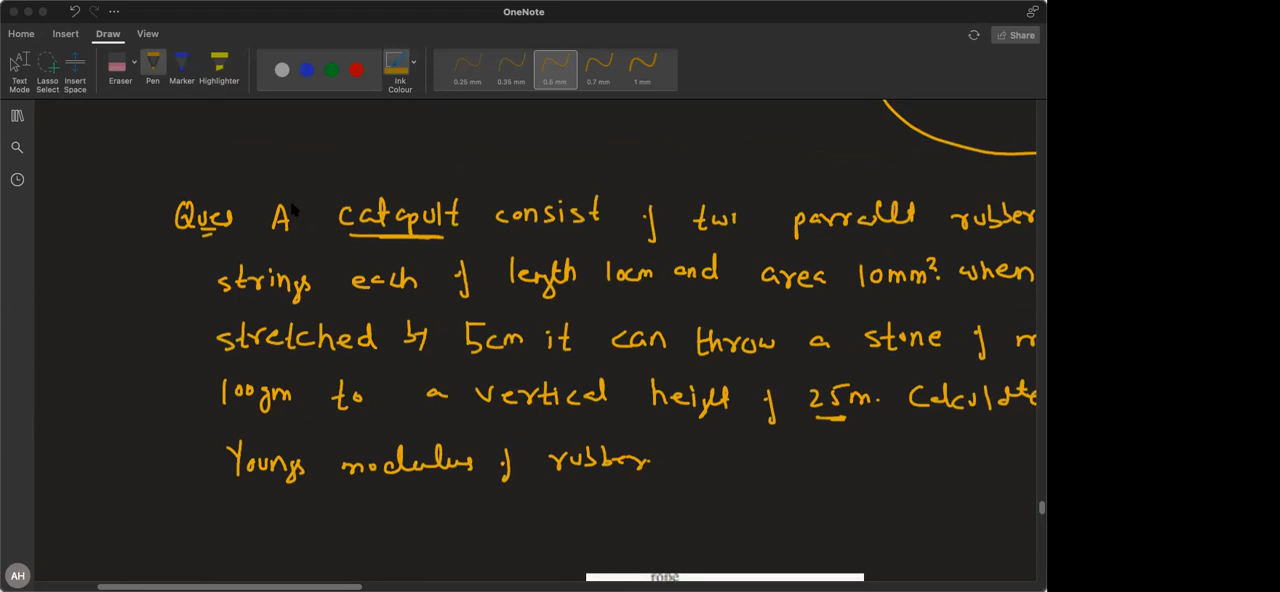 OneNote
Home Insert Draw View
Share
Text Mode
Lasso Select
Insert Space
Eraser
Pen
Marker
Highlighter
Ink Colour
0.25 mm
0.35 mm
0.5 mm
0.7 mm
1 mm
Ques A catapult consist of two parralllt rubber
strings each of length 10cm and area 10mm². when
stretched by 5cm it can throw a stone of
100gm to a vertical height of 25m. Calculate
Youngs modulus of rubber
rope
AH